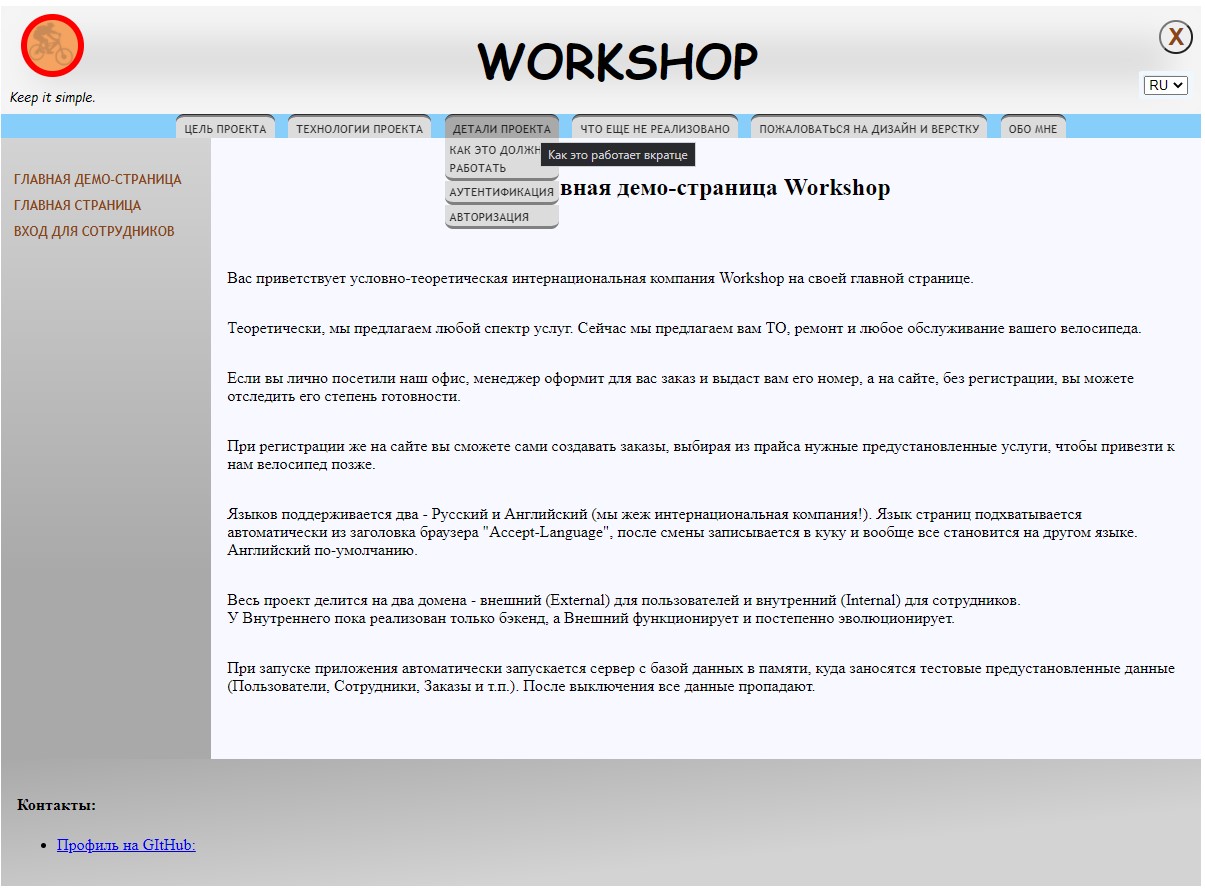 X
WORKSHOP
RU
Keep it simple.
ЦЕЛЬ ПРОЕКТА ТЕХНОЛОГИИ ПРОЕКТА ДЕТАЛИ ПРОЕКТА ЧТО ЕЩЕ НЕ РЕАЛИЗОВАНО ПОЖАЛОВАТЬСЯ НА ДИЗАЙН И ВЕРСТКУ ОБО МНЕ
КАК ЭТО ДОЛЖН
РАБОТАТЬ
АУТЕНТИФИКАЦИЯ
АВТОРИЗАЦИЯ
Как это работает вкратце
ГЛАВНАЯ ДЕМО-СТРАНИЦА
ГЛАВНАЯ СТРАНИЦА
ВХОД ДЛЯ СОТРУДНИКОВ
вная демо-страница Workshop
Вас приветствует условно-теоретическая интернациональная компания Workshop на своей главной странице.
Теоретически, мы предлагаем любой спектр услуг. Сейчас мы предлагаем вам ТО, ремонт и любое обслуживание вашего велосипеда.
Если вы лично посетили наш офис, менеджер оформит для вас заказ и выдаст вам его номер, а на сайте, без регистрации, вы можете
отследить его степень готовности.
При регистрации же на сайте вы сможете сами создавать заказы, выбирая из прайса нужные предустановленные услуги, чтобы привезти к
нам велосипед позже.
Языков поддерживается два - Русский и Английский (мы жеж интернациональная компания!). Язык страниц подхватывается
автоматически из заголовка браузера "Accept-Language", после смены записывается в куку и вообще все становится на другом языке.
Английский по-умолчанию.
Весь проект делится на два домена - внешний (External) для пользователей и внутренний (Internal) для сотрудников.
У Внутреннего пока реализован только бэкенд, а Внешний функционирует и постепенно эволюционирует.
При запуске приложения автоматически запускается сервер с базой данных в памяти, куда заносятся тестовые предустановленные данные
(Пользователи, Сотрудники, Заказы и т.п.). После выключения все данные пропадают.
Контакты:
Профиль на GItHub: